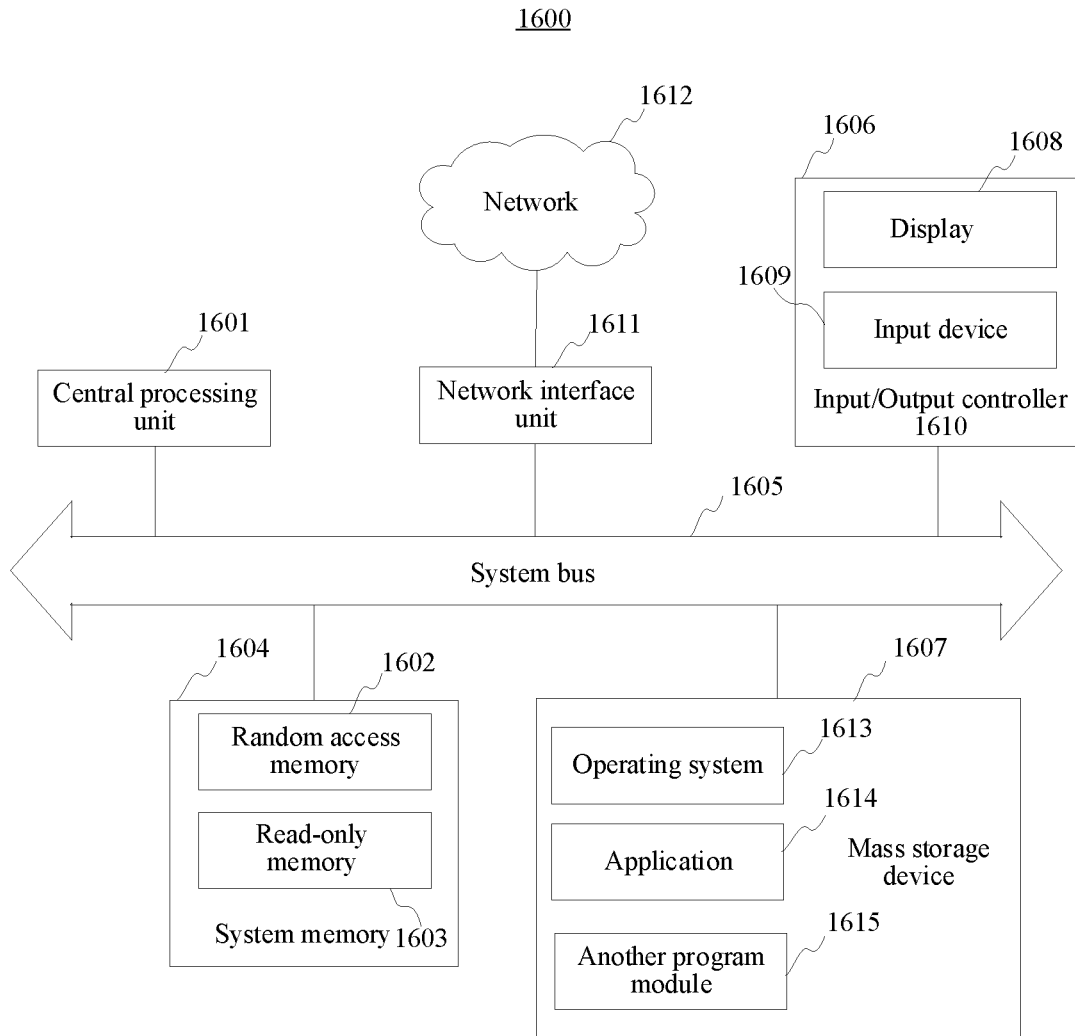 1600
1612
Network
1606
1608
Display
1609
Input device
Input/Output controller
1610
1601
Central processing
unit
1611
Network interface
unit
1605
System bus
1604
1602
Random access
memory
Read-only
memory
System memory 1603
1607
1613
Operating system
1614
Application
Mass storage
device
1615
Another program
module